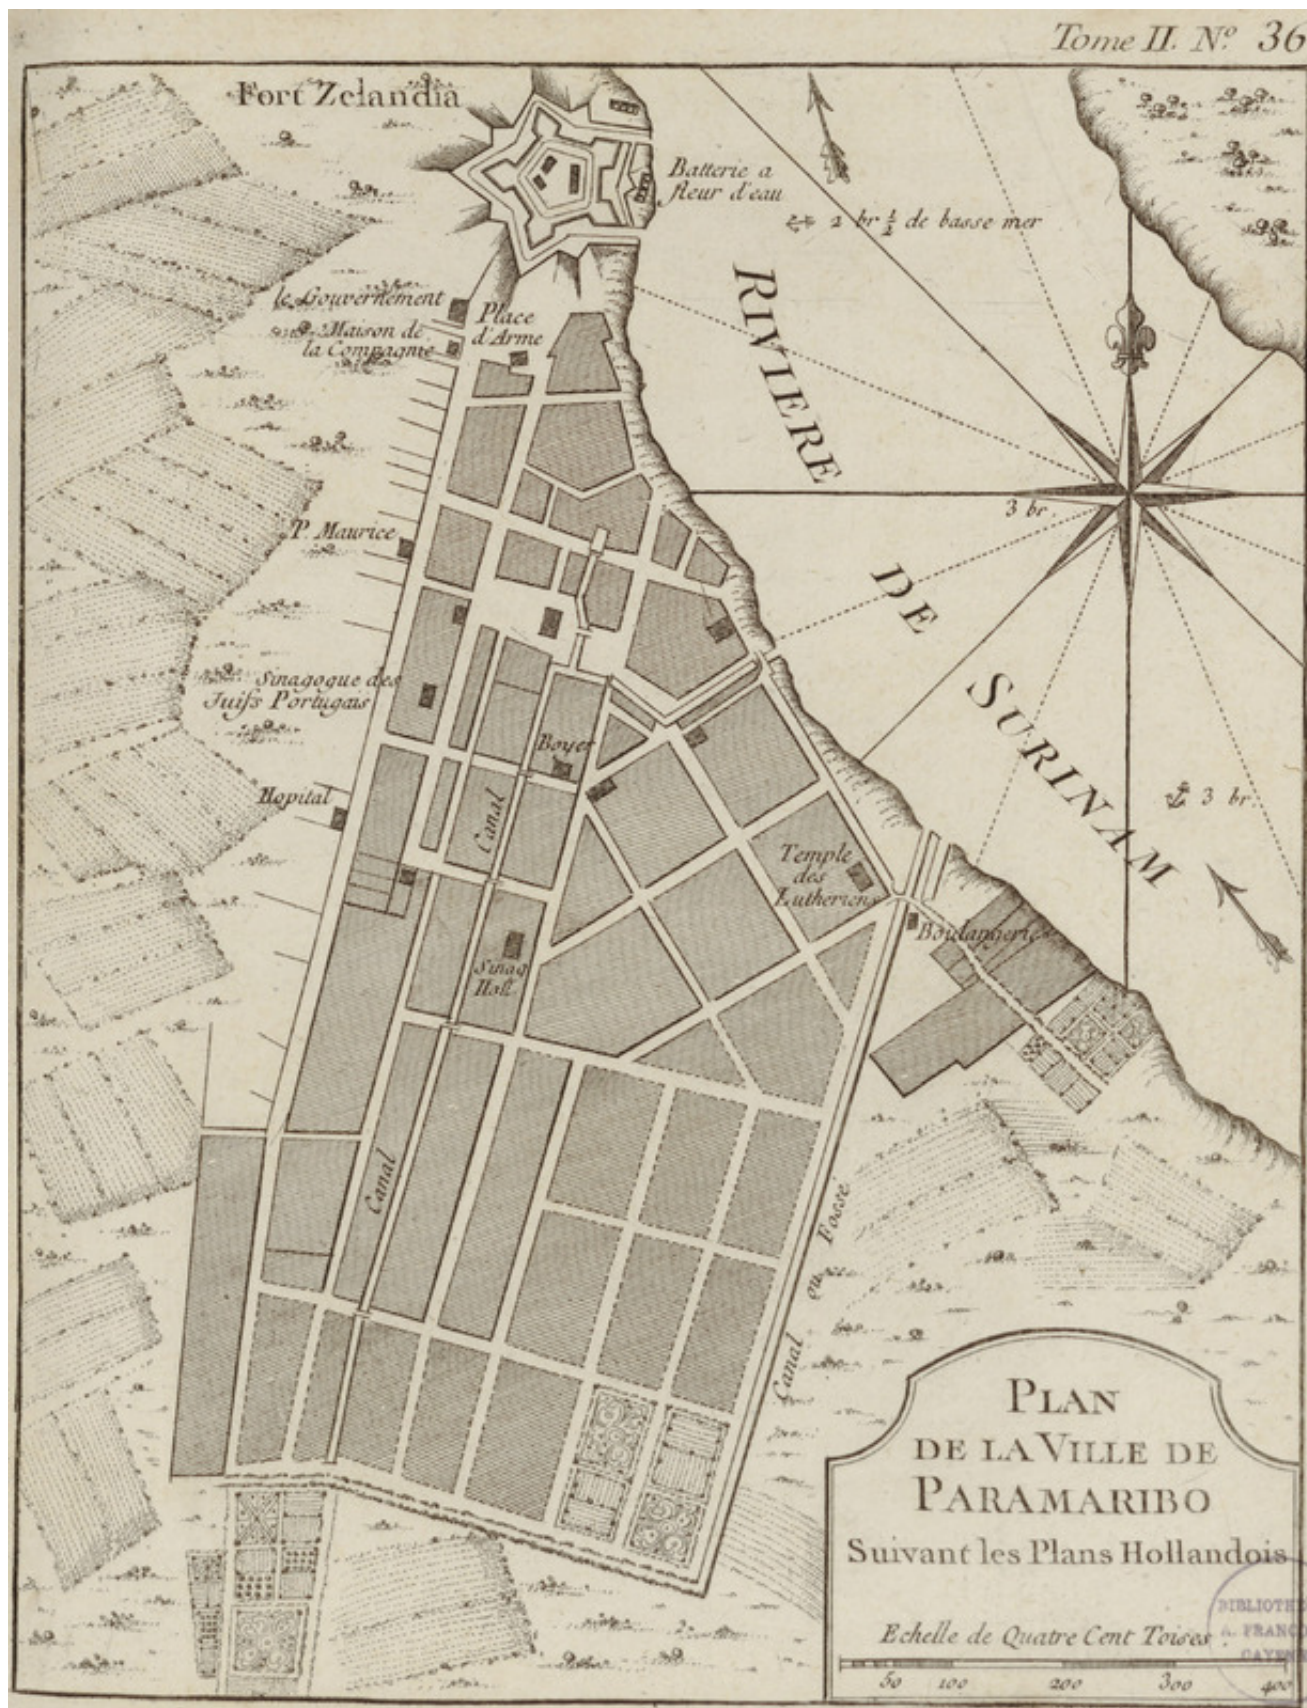 Tome II. Nº. 36
Fort Zelandia
Batterie a
fleur d'eau
2 br ½ de basse mer
le Gouvernement
Place
d'Arme
Maison de
la Compagnie
RIVIERE
3 br.
P. Maurice
DE
Sinagogue des
Juifs Portugais
SURINAM
Boyer
Hopital
3 br.
Canal
Temple
des
Lutheriens
Boulangerie
Sinag
Holl.
Canal
Canal ou Fossé
PLAN
DE LA VILLE DE
PARAMARIBO
Suivant les Plans Hollandois
Echelle de Quatre Cent Toises
50 100 200 300 400